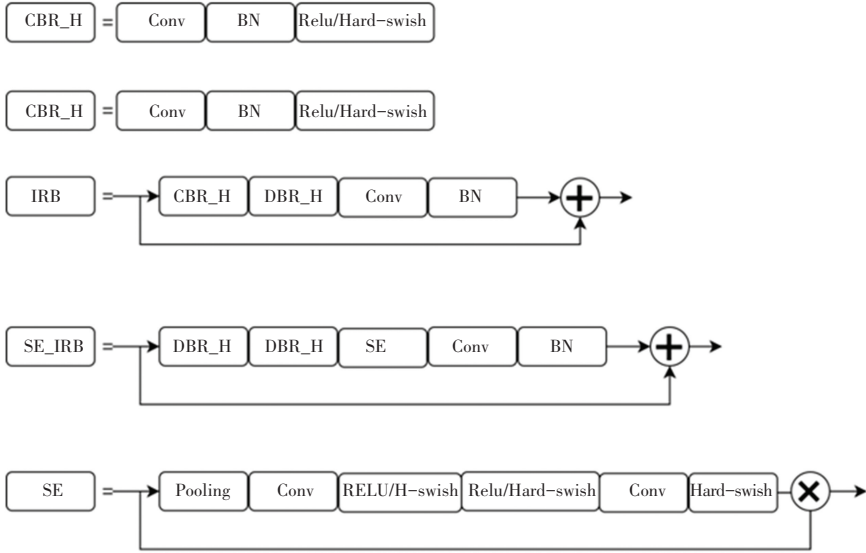 CBR_H = Conv BN Relu/Hard-swish
CBR_H = Conv BN Relu/Hard-swish
IRB = CBR_H DBR_H Conv BN +
SE_IRB = DBR_H DBR_H SE Conv BN +
SE = Pooling Conv RELU/H-swish Relu/Hard-swish Conv Hard-swish ×